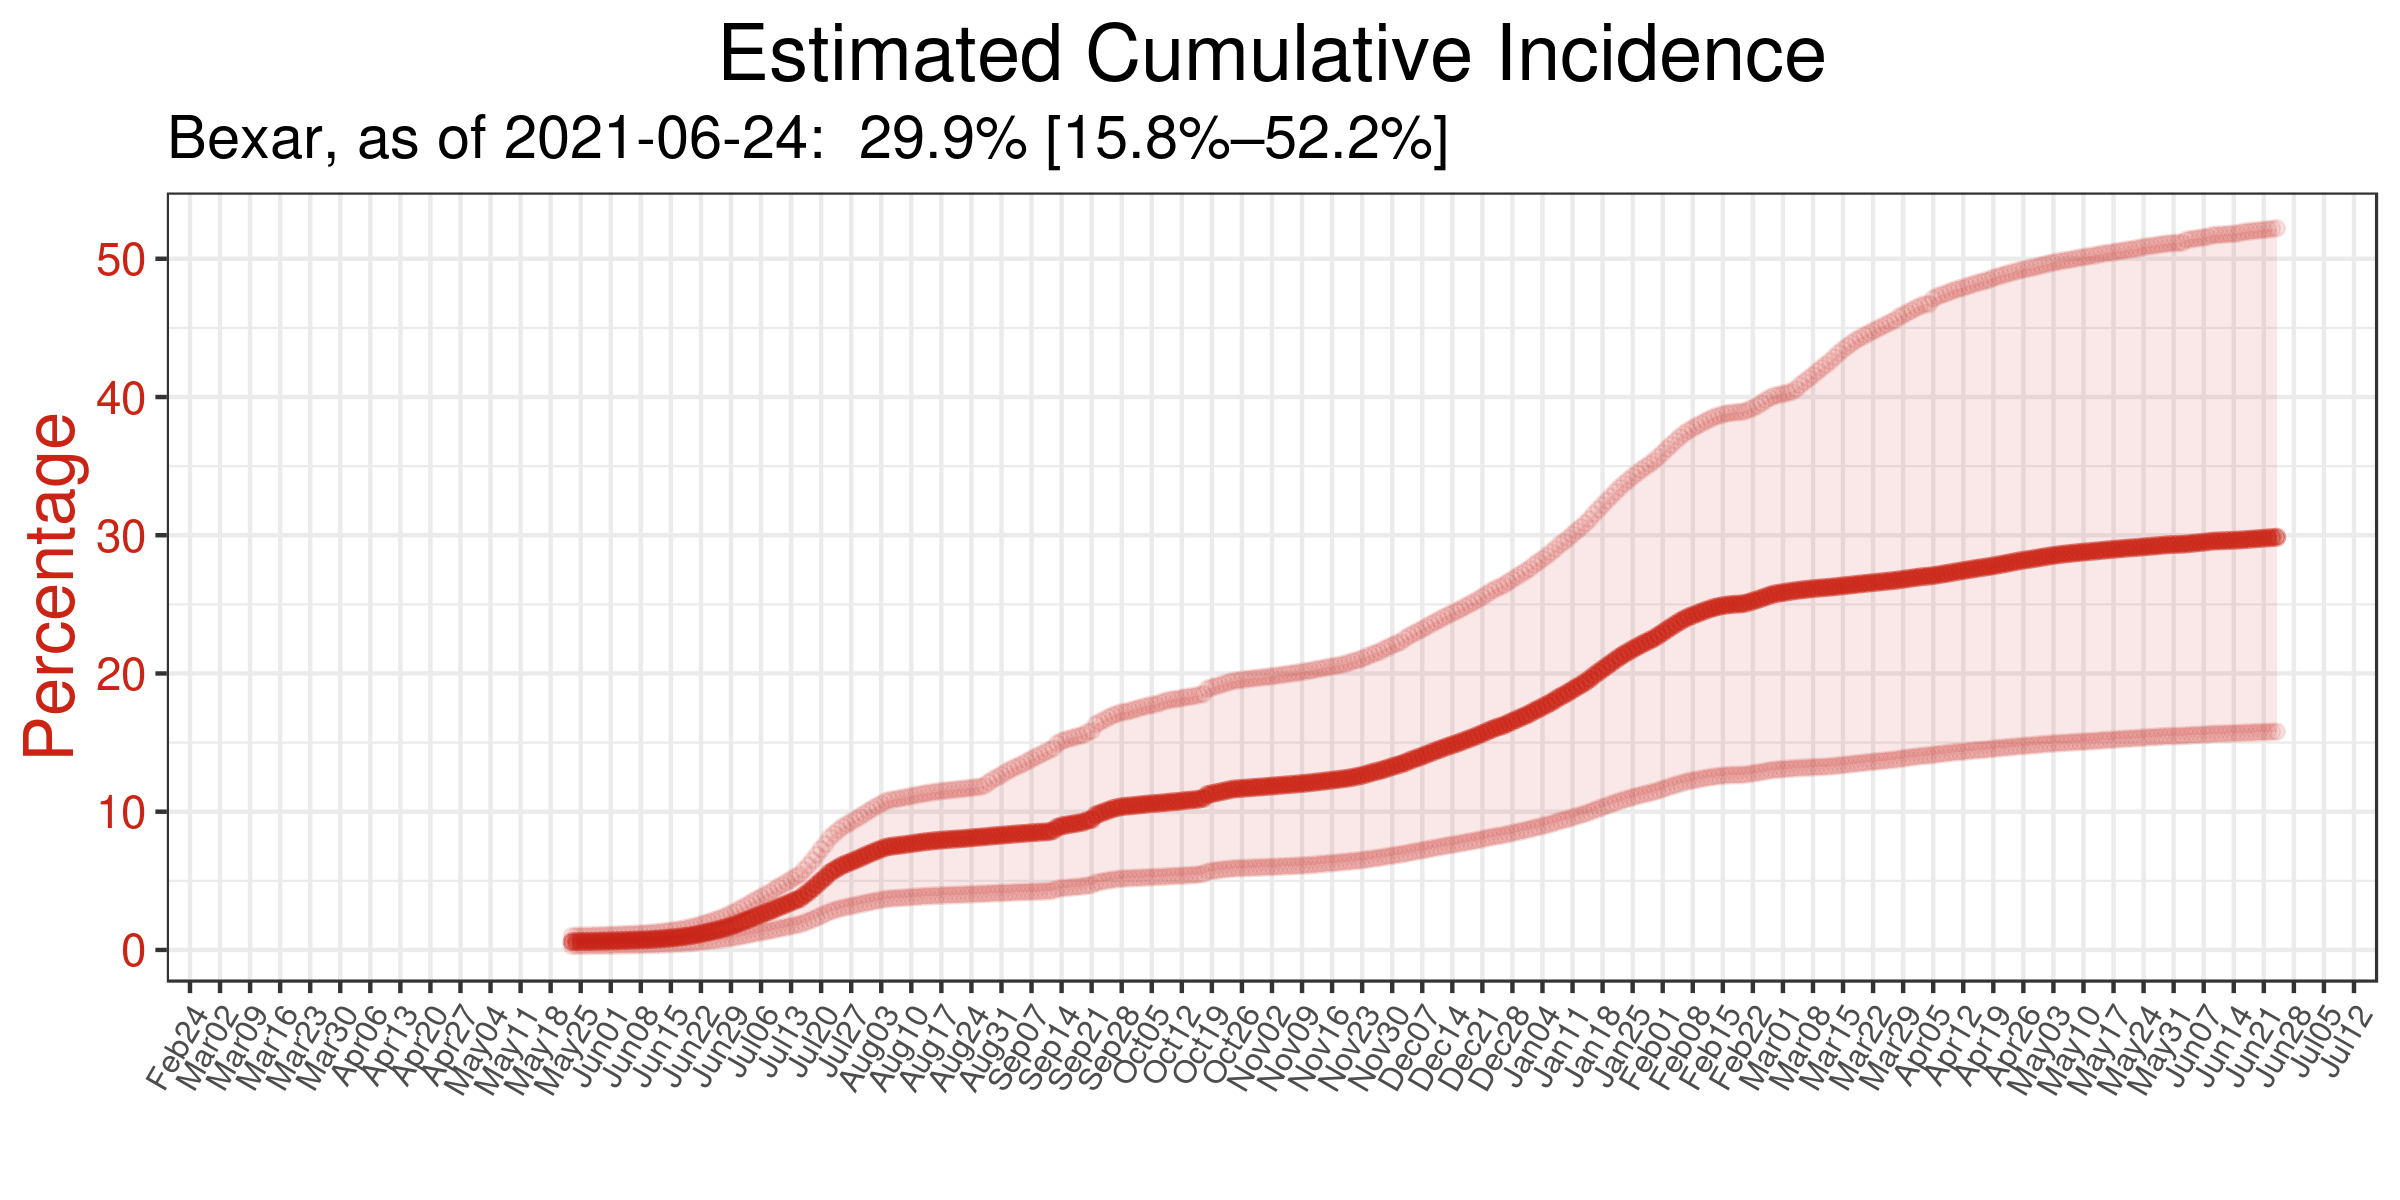 Estimated Cumulative Incidence
Bexar, as of 2021-06-24:  29.9% [15.8%–52.2%]
Percentage
50
40
30
20
10
0
Feb24
Mar02
Mar09
Mar16
Mar23
Mar30
Apr06
Apr13
Apr20
Apr27
May04
May11
May18
May25
Jun01
Jun08
Jun15
Jun22
Jun29
Jul06
Jul13
Jul20
Jul27
Aug03
Aug10
Aug17
Aug24
Aug31
Sep07
Sep14
Sep21
Sep28
Oct05
Oct12
Oct19
Oct26
Nov02
Nov09
Nov16
Nov23
Nov30
Dec07
Dec14
Dec21
Dec28
Jan04
Jan11
Jan18
Jan25
Feb01
Feb08
Feb15
Feb22
Mar01
Mar08
Mar15
Mar22
Mar29
Apr05
Apr12
Apr19
Apr26
May03
May10
May17
May24
May31
Jun07
Jun14
Jun21
Jun28
Jul05
Jul12